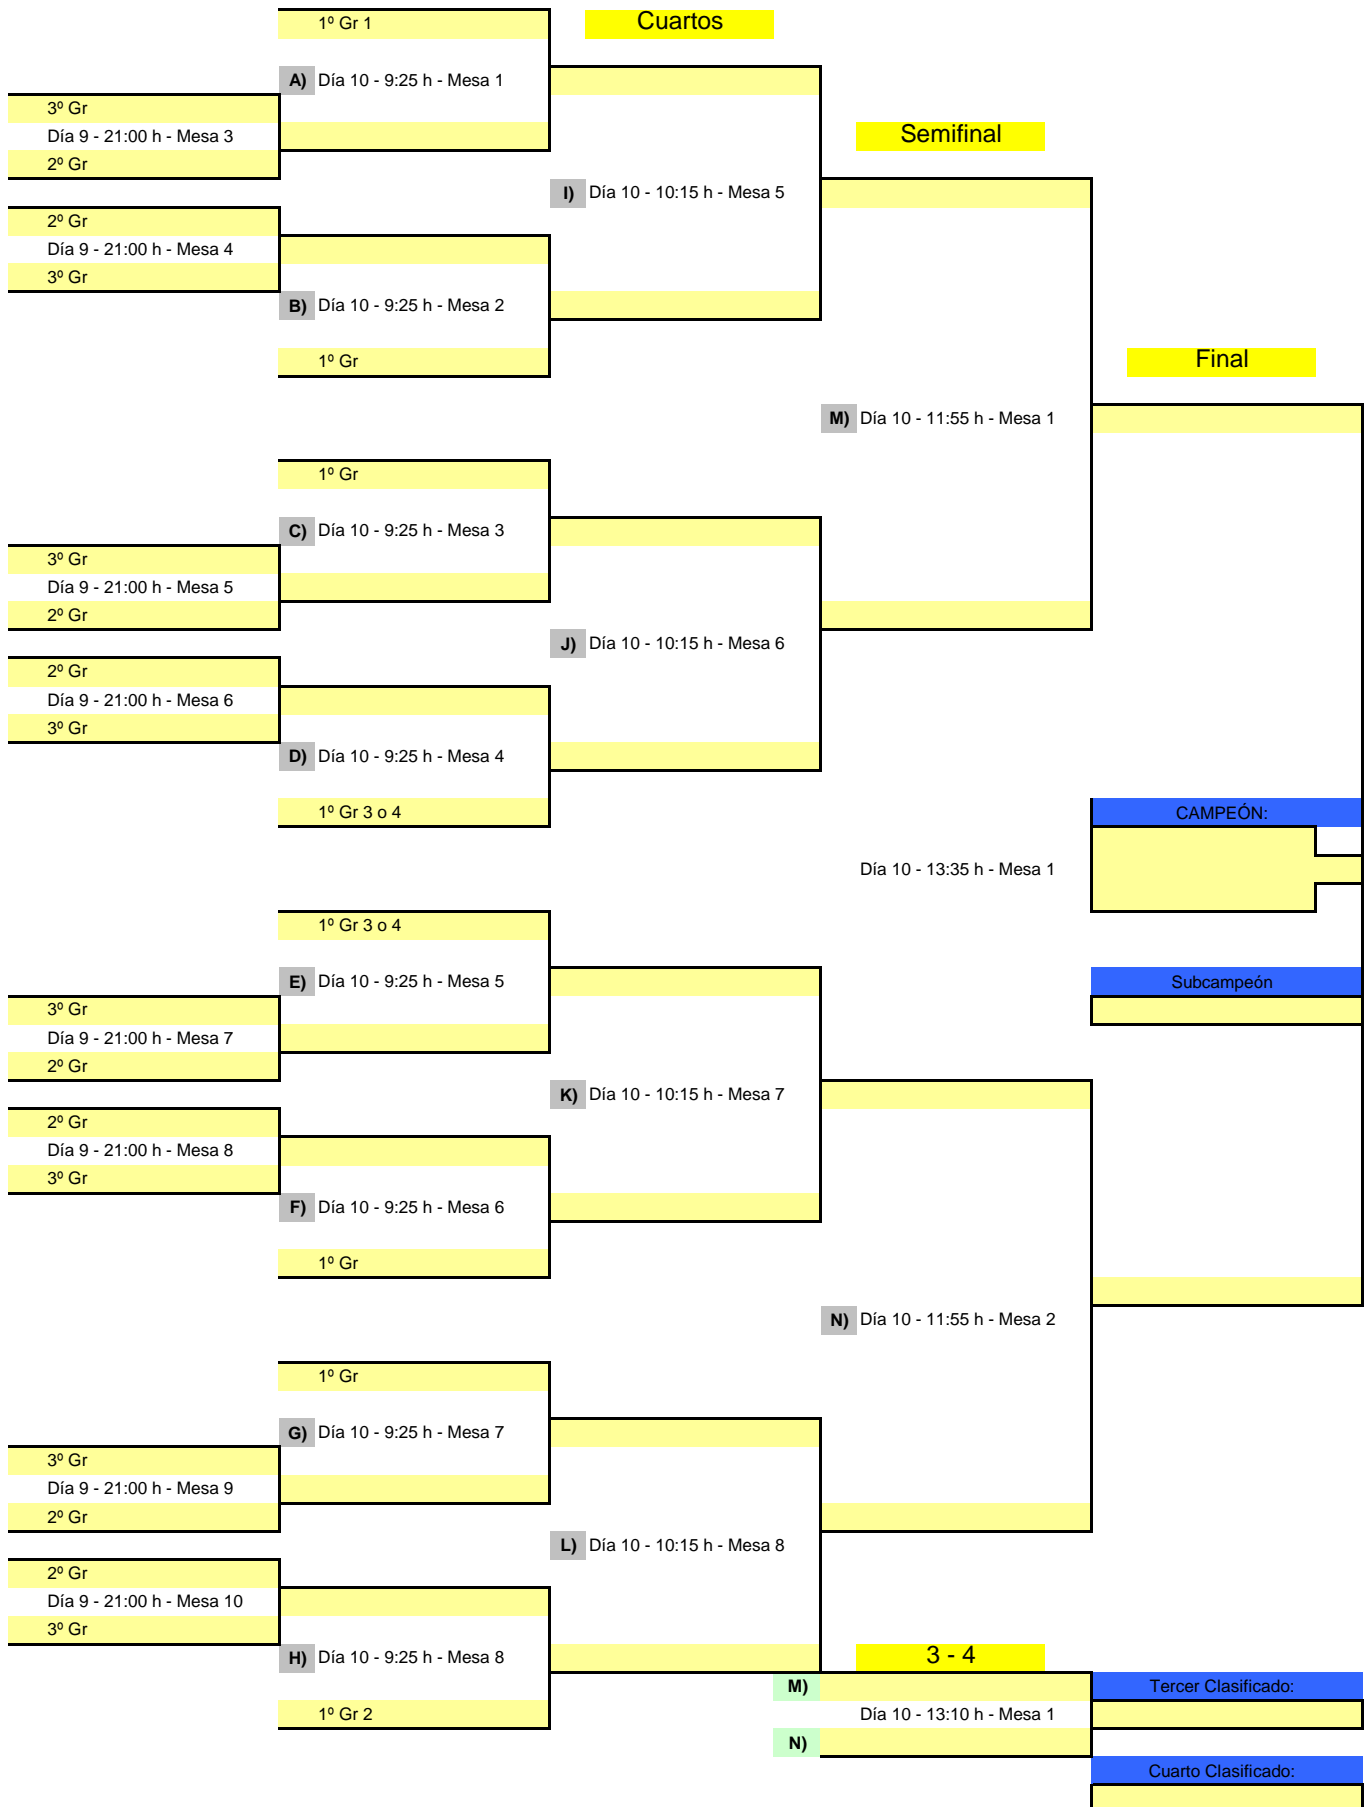 1º Gr 1
Cuartos
A) Día 10 - 9:25 h - Mesa 1
3º Gr
Día 9 - 21:00 h - Mesa 3
Semifinal
2º Gr
I) Día 10 - 10:15 h - Mesa 5
2º Gr
Día 9 - 21:00 h - Mesa 4
3º Gr
B) Día 10 - 9:25 h - Mesa 2
1º Gr
Final
M) Día 10 - 11:55 h - Mesa 1
1º Gr
C) Día 10 - 9:25 h - Mesa 3
3º Gr
Día 9 - 21:00 h - Mesa 5
2º Gr
J) Día 10 - 10:15 h - Mesa 6
2º Gr
Día 9 - 21:00 h - Mesa 6
3º Gr
D) Día 10 - 9:25 h - Mesa 4
1º Gr 3 o 4
CAMPEÓN:
Día 10 - 13:35 h - Mesa 1
1º Gr 3 o 4
E) Día 10 - 9:25 h - Mesa 5
Subcampeón
3º Gr
Día 9 - 21:00 h - Mesa 7
2º Gr
K) Día 10 - 10:15 h - Mesa 7
2º Gr
Día 9 - 21:00 h - Mesa 8
3º Gr
F) Día 10 - 9:25 h - Mesa 6
1º Gr
N) Día 10 - 11:55 h - Mesa 2
1º Gr
G) Día 10 - 9:25 h - Mesa 7
3º Gr
Día 9 - 21:00 h - Mesa 9
2º Gr
L) Día 10 - 10:15 h - Mesa 8
2º Gr
Día 9 - 21:00 h - Mesa 10
3º Gr
H) Día 10 - 9:25 h - Mesa 8
3 - 4
M)
Tercer Clasificado:
1º Gr 2
Día 10 - 13:10 h - Mesa 1
N)
Cuarto Clasificado: